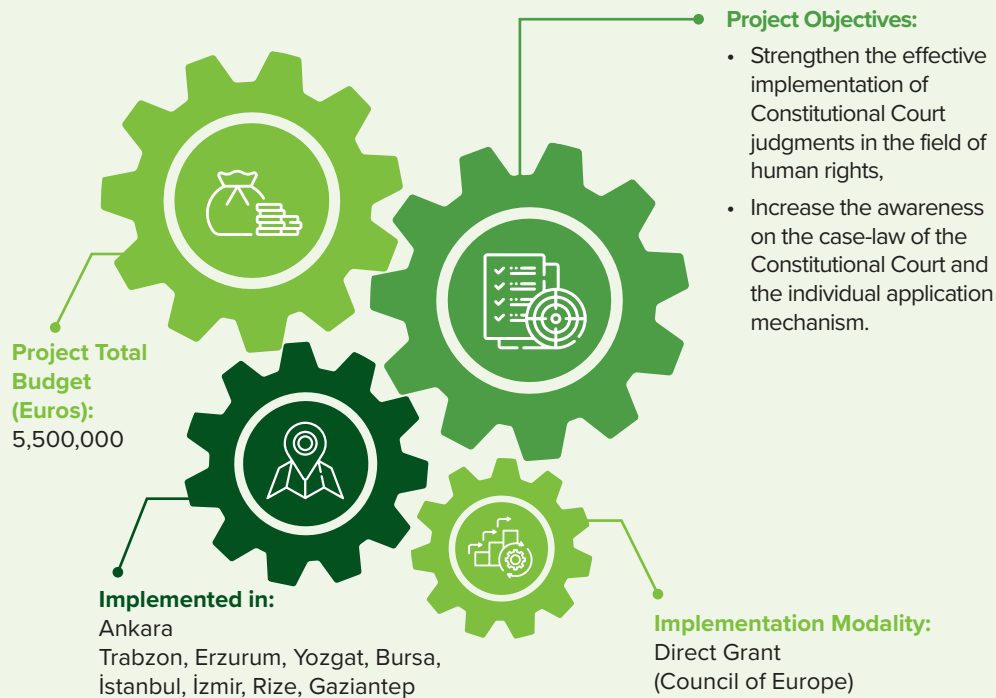 Project Objectives:
• Strengthen the effective
implementation of
Constitutional Court
judgments in the field of
human rights,
• Increase the awareness
on the case-law of the
Constitutional Court and
the individual application
mechanism.
Project Total
Budget
(Euros):
5,500,000
Implemented in:
Ankara
Trabzon, Erzurum, Yozgat, Bursa,
İstanbul, İzmir, Rize, Gaziantep
Implementation Modality:
Direct Grant
(Council of Europe)